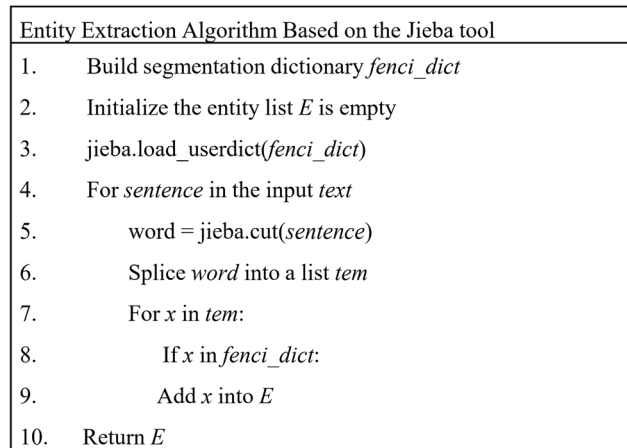 Entity Extraction Algorithm Based on the Jieba tool
1. Build segmentation dictionary fenci_dict
2. Initialize the entity list E is empty
3. jieba.load_userdict(fenci_dict)
4. For sentence in the input text
5. word = jieba.cut(sentence)
6. Splice word into a list tem
7. For x in tem:
8. If x in fenci_dict:
9. Add x into E
10. Return E